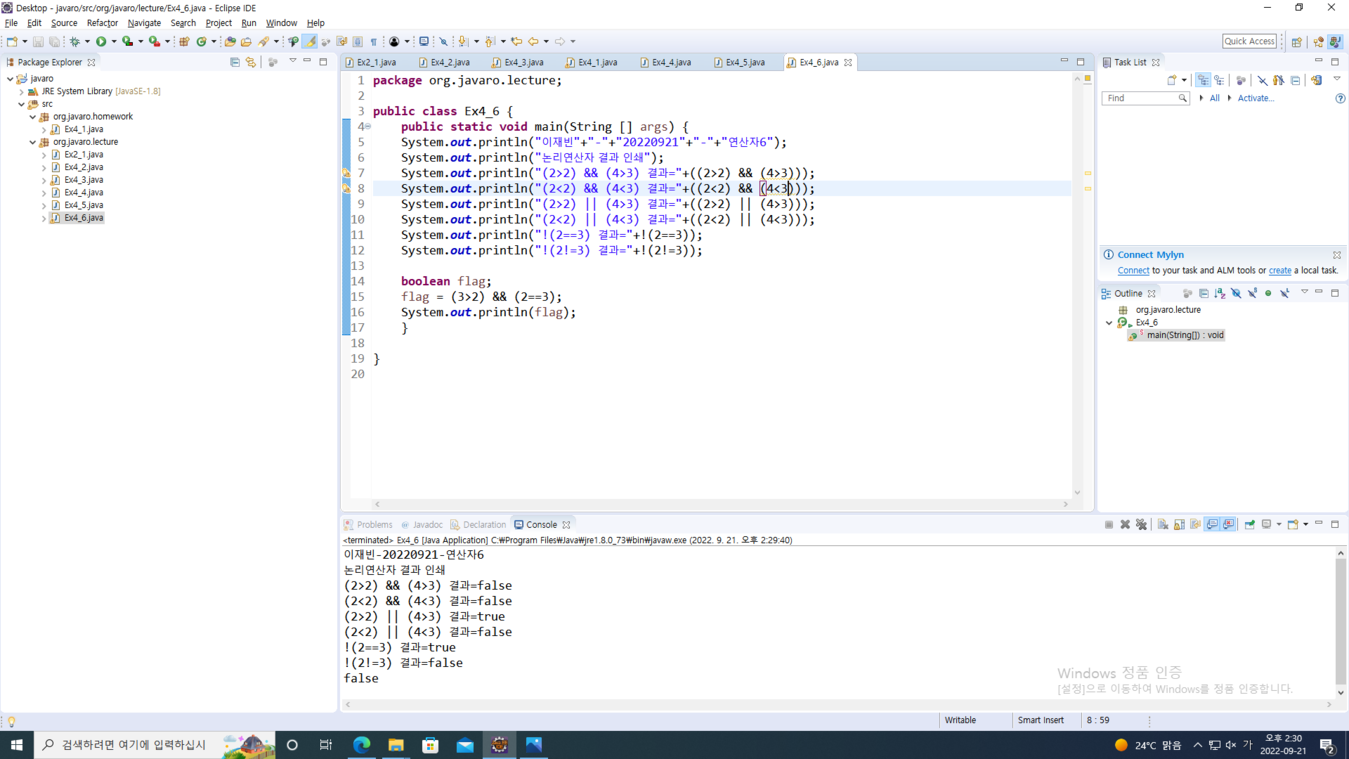 Desktop - javaro/src/org/javaro/lecture/Ex4_6.java - Eclipse IDE
File Edit Source Refactor Navigate Search Project Run Window Help
Quick Access
Package Explorer
javaro
JRE System Library [JavaSE-1.8]
src
org.javaro.homework
Ex4_1.java
org.javaro.lecture
Ex2_1.java
Ex4_2.java
Ex4_3.java
Ex4_4.java
Ex4_5.java
Ex4_6.java
Ex2_1.java Ex4_2.java Ex4_3.java Ex4_1.java Ex4_4.java Ex4_5.java Ex4_6.java
1 package org.javaro.lecture;
2
3 public class Ex4_6 {
4 public static void main(String [] args) {
5 System.out.println("이재빈"+"-"+"20220921"+"-"+"연산자6");
6 System.out.println("논리연산자 결과 인쇄");
7 System.out.println("(2>2) && (4>3) 결과="+((2>2) && (4>3)));
8 System.out.println("(2<2) && (4<3) 결과="+((2<2) && (4<3)));
9 System.out.println("(2>2) || (4>3) 결과="+((2>2) || (4>3)));
10 System.out.println("(2<2) || (4<3) 결과="+((2<2) || (4<3)));
11 System.out.println("!(2==3) 결과="+!(2==3));
12 System.out.println("!(2!=3) 결과="+!(2!=3));
13
14 boolean flag;
15 flag = (3>2) && (2==3);
16 System.out.println(flag);
17 }
18
19 }
20
Task List
Find All Activate...
Connect Mylyn
Connect to your task and ALM tools or create a local task.
Outline
org.javaro.lecture
Ex4_6
main(String[]) : void
Problems Javadoc Declaration Console
<terminated> Ex4_6 [Java Application] C:₩Program Files₩Java₩jre1.8.0_73₩bin₩javaw.exe (2022. 9. 21. 오후 2:29:40)
이재빈-20220921-연산자6
논리연산자 결과 인쇄
(2>2) && (4>3) 결과=false
(2<2) && (4<3) 결과=false
(2>2) || (4>3) 결과=true
(2<2) || (4<3) 결과=false
!(2==3) 결과=true
!(2!=3) 결과=false
false
Windows 정품 인증
[설정]으로 이동하여 Windows를 정품 인증합니다.
Writable Smart Insert 8 : 59
검색하려면 여기에 입력하십시
24°C 맑음 가 오후 2:30
2022-09-21
2